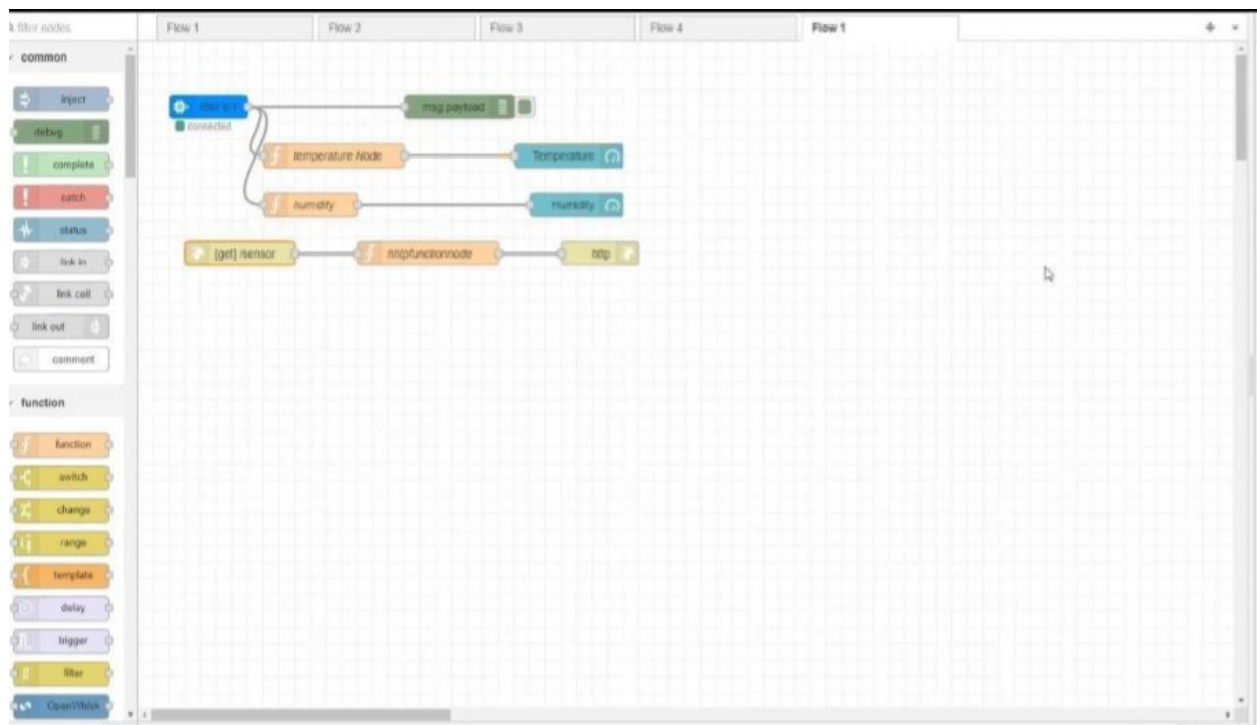 filter nodes
Flow 1
Flow 2
Flow 3
Flow 4
Flow 1
common
inject
debug
complete
catch
status
link in
link call
link out
comment
function
function
switch
change
range
template
delay
trigger
filter
OpenWhisk
msg.payload
connected
temperature Node
Temperature
humidity
Humidity
[get] /sensor
httpfunctionnode
http